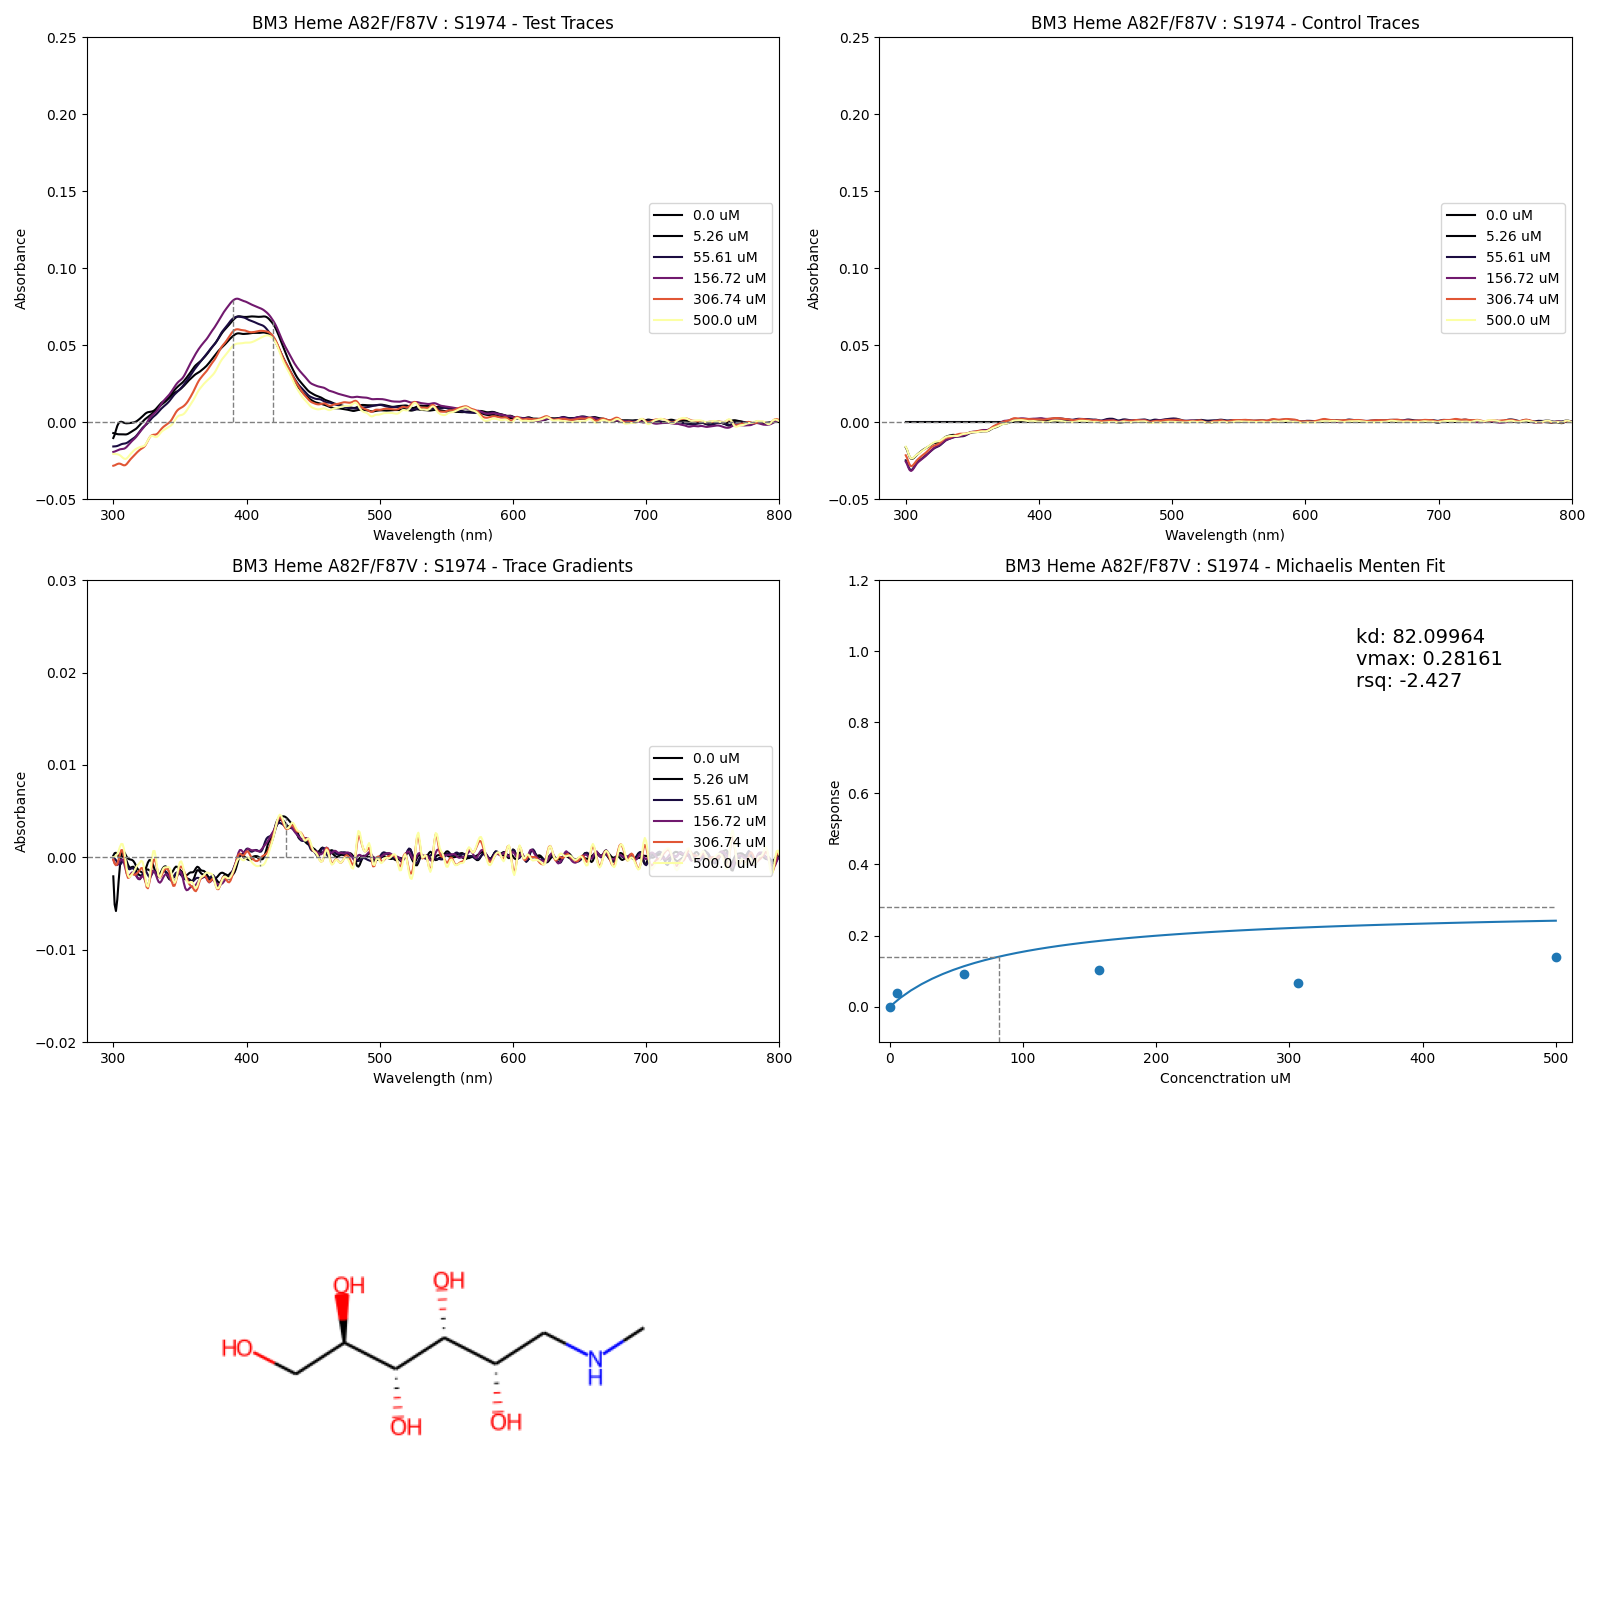 BM3 Heme A82F/F87V : S1974 - Test Traces
0.25
0.20
0.15
0.10
0.05
0.00
−0.05
Absorbance
300 400 500 600 700 800
Wavelength (nm)
0.0 uM
5.26 uM
55.61 uM
156.72 uM
306.74 uM
500.0 uM
BM3 Heme A82F/F87V : S1974 - Control Traces
0.25
0.20
0.15
0.10
0.05
0.00
−0.05
Absorbance
300 400 500 600 700 800
Wavelength (nm)
0.0 uM
5.26 uM
55.61 uM
156.72 uM
306.74 uM
500.0 uM
BM3 Heme A82F/F87V : S1974 - Trace Gradients
0.03
0.02
0.01
0.00
−0.01
−0.02
Absorbance
300 400 500 600 700 800
Wavelength (nm)
0.0 uM
5.26 uM
55.61 uM
156.72 uM
306.74 uM
500.0 uM
BM3 Heme A82F/F87V : S1974 - Michaelis Menten Fit
1.2
1.0
0.8
0.6
0.4
0.2
0.0
Response
0 100 200 300 400 500
Concenctration uM
kd: 82.09964
vmax: 0.28161
rsq: -2.427
OH
OH
HO
N
H
OH
OH